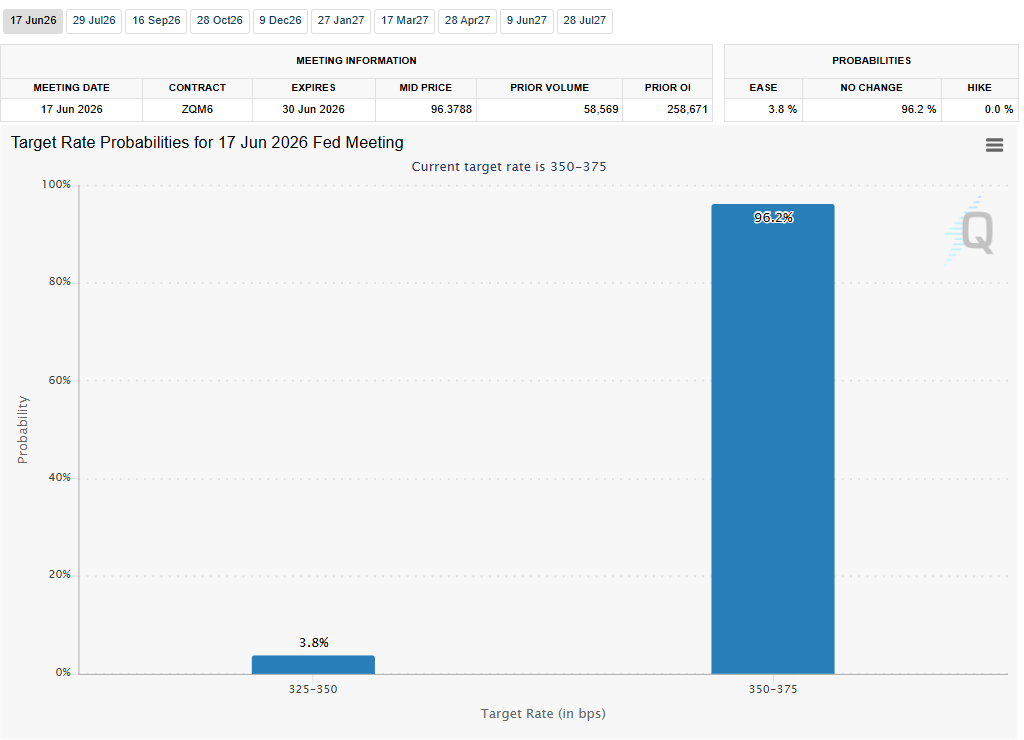 17 Jun26 29 Jul26 16 Sep26 28 Oct26 9 Dec26 27 Jan27 17 Mar27 28 Apr27 9 Jun27 28 Jul27
MEETING INFORMATION
MEETING DATE CONTRACT EXPIRES MID PRICE PRIOR VOLUME PRIOR OI
17 Jun 2026 ZQM6 30 Jun 2026 96.3788 58,569 258,671
PROBABILITIES
EASE NO CHANGE HIKE
3.8 % 96.2 % 0.0 %
Target Rate Probabilities for 17 Jun 2026 Fed Meeting
Current target rate is 350-375
Probability
100%
80%
60%
40%
20%
0%
96.2%
3.8%
Q
325-350 350-375
Target Rate (in bps)